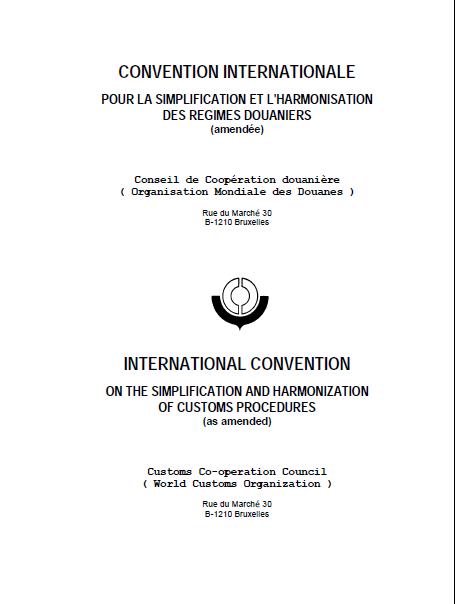 CONVENTION INTERNATIONALE
POUR LA SIMPLIFICATION ET L'HARMONISATION
DES REGIMES DOUANIERS
(amendée)
Conseil de Coopération douanière
( Organisation Mondiale des Douanes )
Rue du Marché 30
B-1210 Bruxelles
INTERNATIONAL CONVENTION
ON THE SIMPLIFICATION AND HARMONIZATION
OF CUSTOMS PROCEDURES
(as amended)
Customs Co-operation Council
( World Customs Organization )
Rue du Marché 30
B-1210 Bruxelles